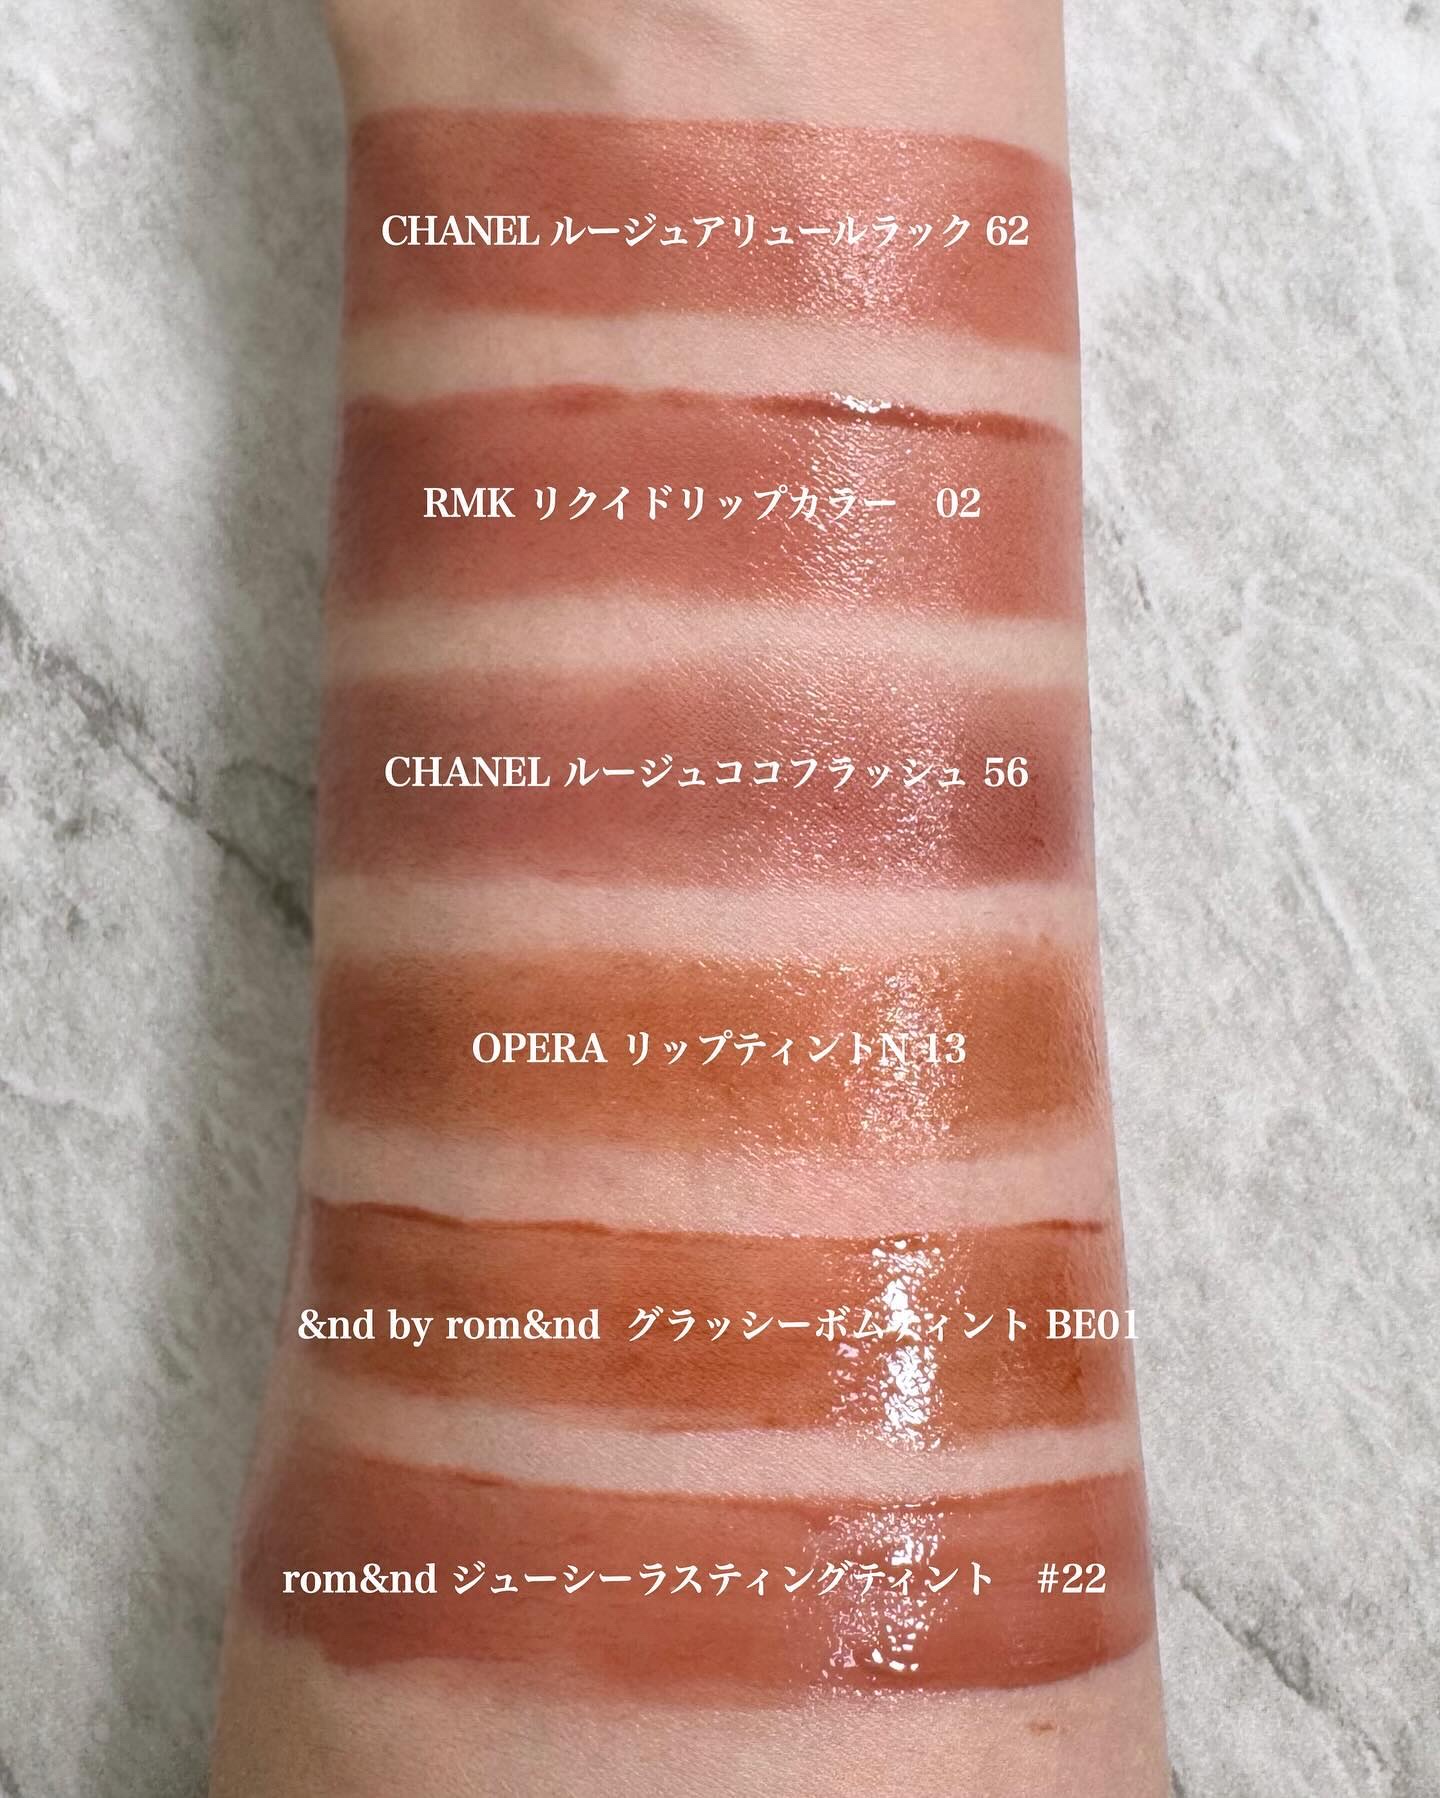 CHANEL ルージュアリュールラック 62
RMK リクイドリップカラー　02
CHANEL ルージュココフラッシュ 56
OPERA リップティントN 13
&nd by rom&nd グラッシーボムティント BE01
rom&nd ジューシーラスティングティント　#22